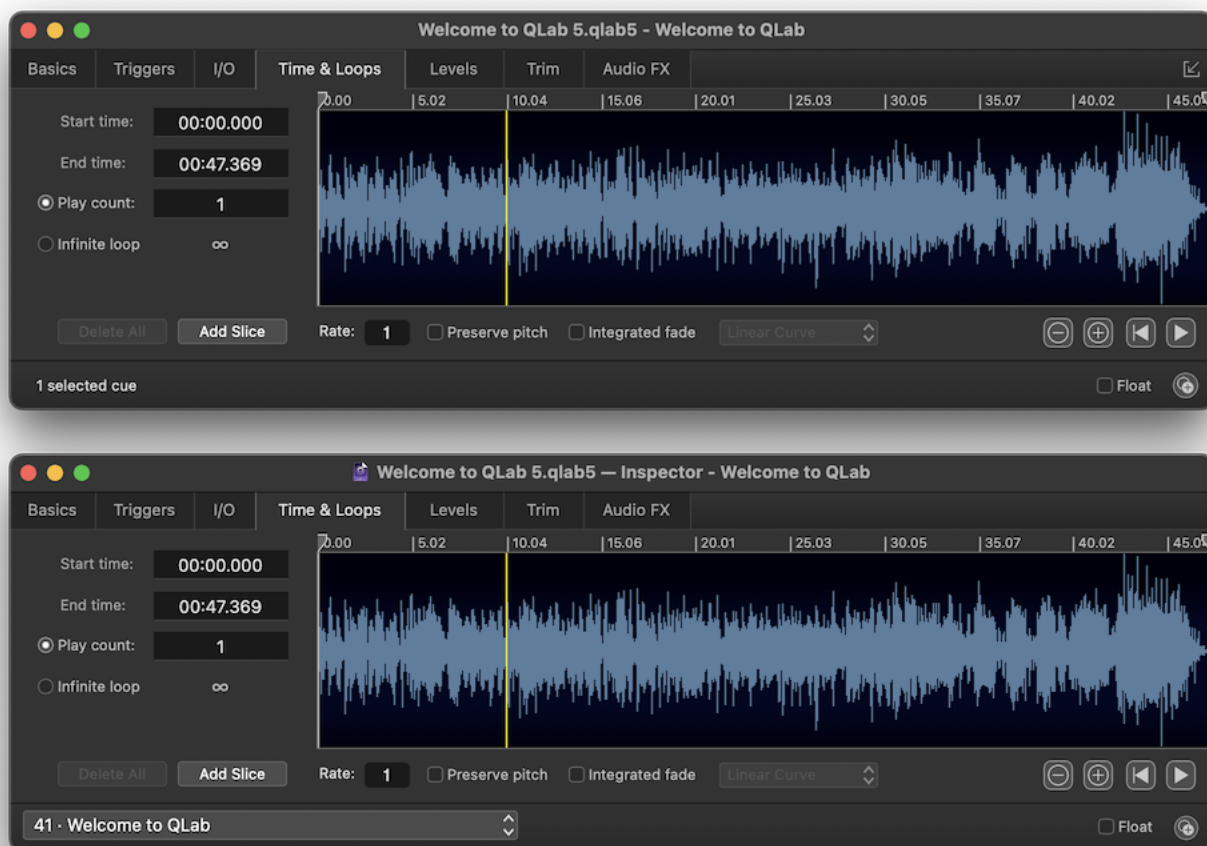 Welcome to QLab 5.qlab5 - Welcome to QLab
Basics Triggers I/O Time & Loops Levels Trim Audio FX
0.00 5.02 10.04 15.06 20.01 25.03 30.05 35.07 40.02 45.0
Start time: 00:00.000
End time: 00:47.369
Play count: 1
Infinite loop ∞
Delete All Add Slice Rate: 1 Preserve pitch Integrated fade Linear Curve
1 selected cue Float
Welcome to QLab 5.qlab5 — Inspector - Welcome to QLab
Basics Triggers I/O Time & Loops Levels Trim Audio FX
0.00 5.02 10.04 15.06 20.01 25.03 30.05 35.07 40.02 45.0
Start time: 00:00.000
End time: 00:47.369
Play count: 1
Infinite loop ∞
Delete All Add Slice Rate: 1 Preserve pitch Integrated fade Linear Curve
41 · Welcome to QLab Float